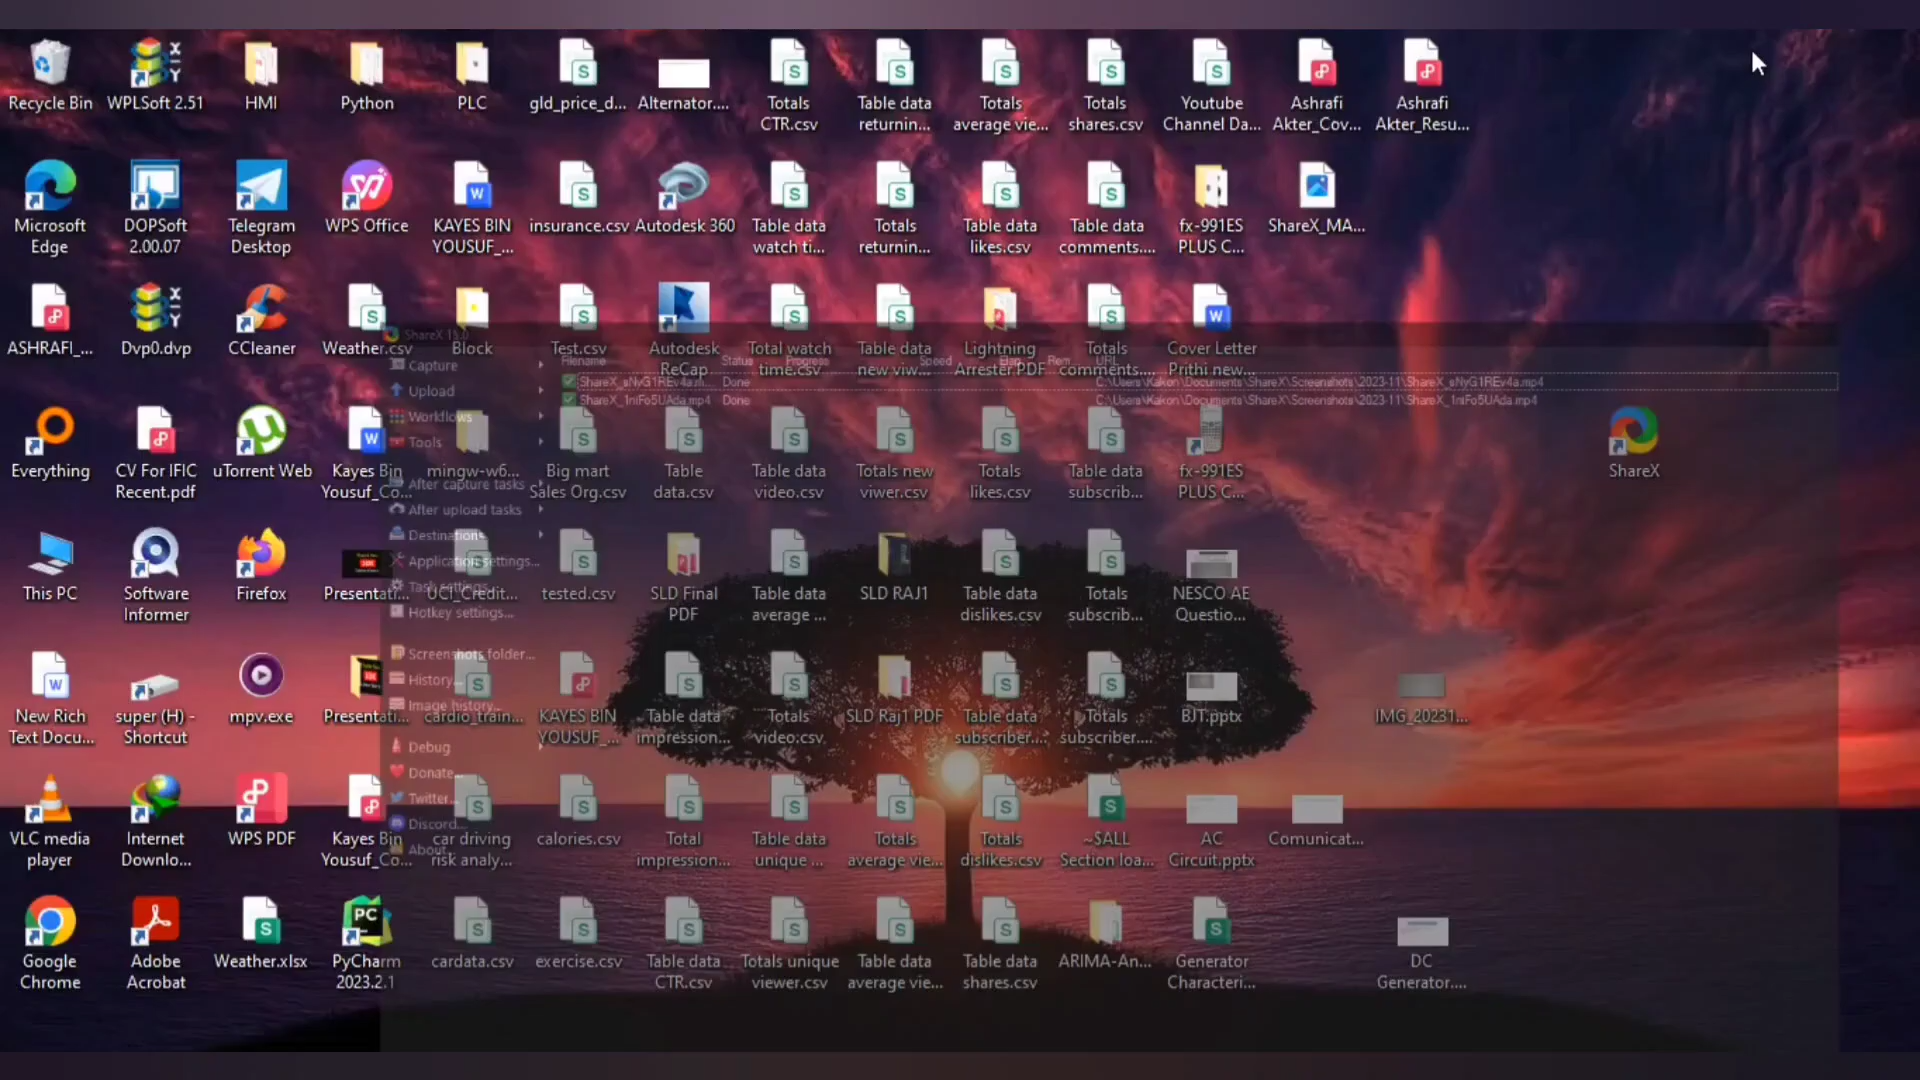 Recycle Bin
WPLSoft 2.51
HMI
Python
PLC
gld_price_d...
Alternator....
Totals
CTR.csv
Table data
returnin...
Totals
average vie...
Totals
shares.csv
Youtube
Channel Da...
Ashrafi
Akter_Cov...
Ashrafi
Akter_Resu...
Microsoft
Edge
DOPSoft
2.00.07
Telegram
Desktop
WPS Office
KAYES BIN
YOUSUF_...
insurance.csv
Autodesk 360
Table data
watch ti...
Totals
returnin...
Table data
likes.csv
Table data
comments....
fx-991ES
PLUS C...
ShareX_MA...
ASHRAFI_...
Dvp0.dvp
CCleaner
Weather.csv
Block
Test.csv
Autodesk
ReCap
Total watch
time.csv
Table data
new viw...
Lightning
Arrester.PDF
Totals
comments....
Cover Letter
Prithi new...
Everything
CV For IFIC
Recent.pdf
uTorrent Web
Kayes Bin
Yousuf_Co...
mingw-w6...
Big mart
Sales Org.csv
Table
data.csv
Table data
video.csv
Totals new
viwer.csv
Totals
likes.csv
Table data
subscrib...
fx-991ES
PLUS C...
ShareX
This PC
Software
Informer
Firefox
Presentati...
UCI_Credit...
tested.csv
SLD Final
PDF
Table data
average ...
SLD RAJ1
Table data
dislikes.csv
Totals
subscrib...
NESCO AE
Questio...
New Rich
Text Docu...
super (H) -
Shortcut
mpv.exe
Presentati...
cardio_train...
KAYES BIN
YOUSUF_...
Table data
impression...
Totals
video.csv
SLD Raj1 PDF
Table data
subscriber....
Totals
subscriber....
BJT.pptx
IMG_20231...
VLC media
player
Internet
Downlo...
WPS PDF
Kayes Bin
Yousuf_Co...
car driving
risk analy...
calories.csv
Total
impression...
Table data
unique ...
Totals
average vie...
Totals
dislikes.csv
~$ALL
Section loa...
AC
Circuit.pptx
Comunicat...
Google
Chrome
Adobe
Acrobat
Weather.xlsx
PyCharm
2023.2.1
cardata.csv
exercise.csv
Table data
CTR.csv
Totals unique
viewer.csv
Table data
average vie...
Table data
shares.csv
ARIMA-An...
Generator
Characteri...
DC
Generator....
ShareX 15.0
Capture
Upload
Workflows
Tools
After capture tasks
After upload tasks
Destinations
Application settings...
Task settings...
Hotkey settings...
Screenshots folder...
History...
Image history...
Debug
Donate...
Twitter...
Discord...
About...
Filename Status Progress Speed Elap Rem URL
ShareX_sNyG1REv4a.m... Done C:\Users\Kakon\Documents\ShareX\Screenshots\2023-11\ShareX_sNyG1REv4a.mp4
ShareX_1niFo5UAda.mp4 Done C:\Users\Kakon\Documents\ShareX\Screenshots\2023-11\ShareX_1niFo5UAda.mp4